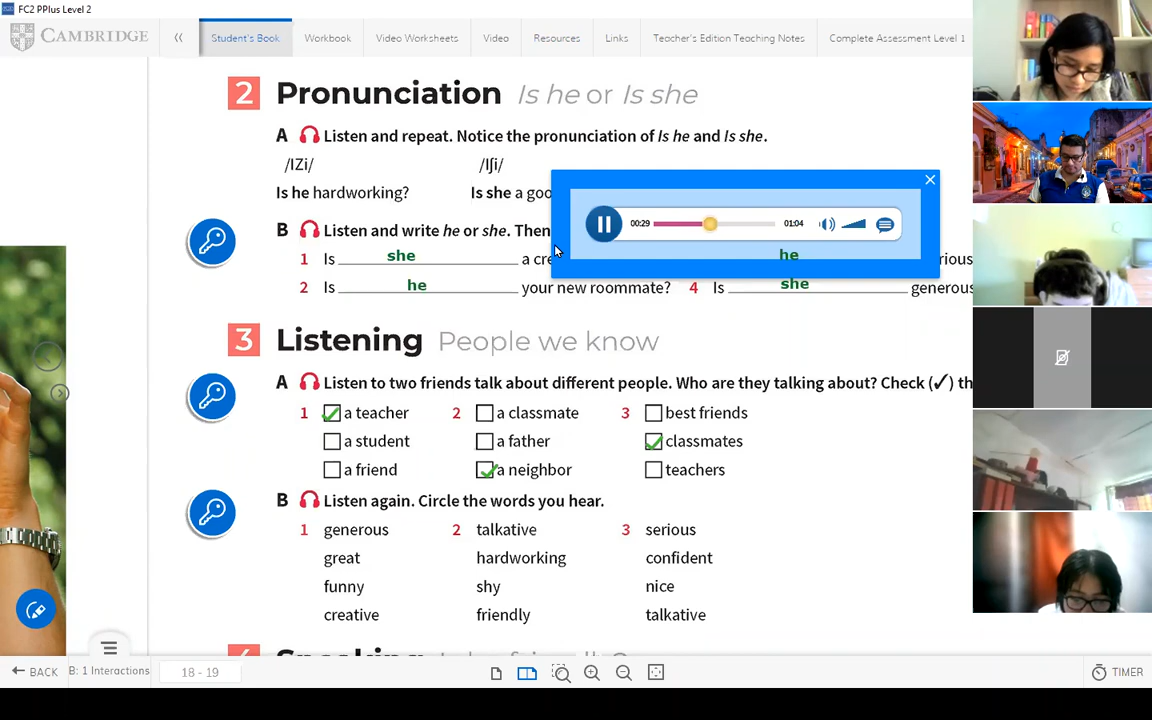 FC2 PPlus Level 2
CAMBRIDGE
Student's Book Workbook Video Worksheets Video Resources Links Teacher's Edition Teaching Notes Complete Assessment Level 1
2 Pronunciation Is he or Is she
A Listen and repeat. Notice the pronunciation of Is he and Is she.
/IZi/ /Iʃi/
Is he hardworking? Is she a goo
00:29 01:04
B Listen and write he or she. Then
1 Is she a cre he rious
2 Is he your new roommate? 4 Is she generous
3 Listening People we know
A Listen to two friends talk about different people. Who are they talking about? Check (✓) th
1 a teacher 2 a classmate 3 best friends
a student a father classmates
a friend a neighbor teachers
B Listen again. Circle the words you hear.
1 generous 2 talkative 3 serious
great hardworking confident
funny shy nice
creative friendly talkative
BACK B: 1 Interactions 18 - 19 TIMER